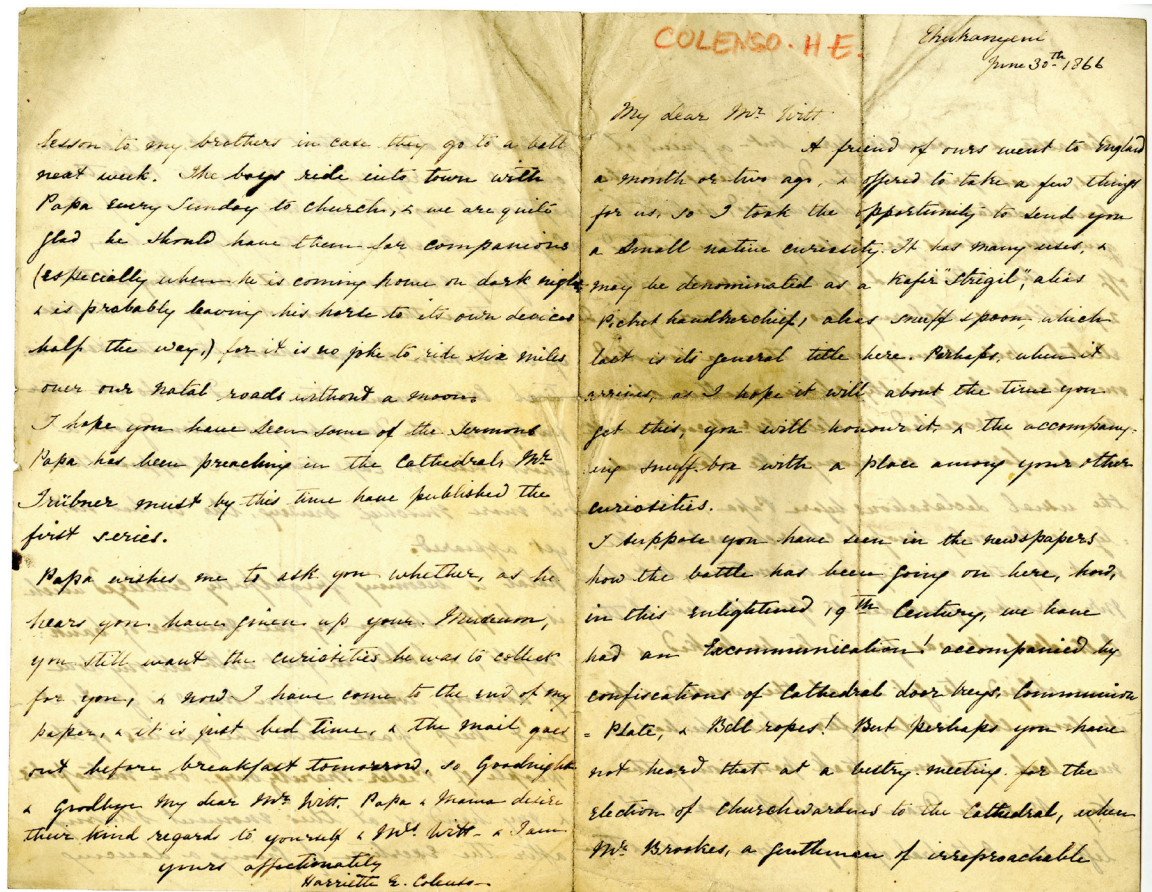 COLENSO. H.E.
Ekukanyeni
June 30th 1866
My dear Mr. Witt
A friend of ours went to England
a month or two ago, & offered to take a few things
for us, so I took the opportunity to send you
a small native curiosity. It has many uses, &
may be denominated as a Kafir "Strigil", alias
Pocket handkerchief, alias snuff spoon, which
last is its general title here. Perhaps, when it
arrives, as I hope it will about the time you
get this, you will honour it, & the accompany-
ing snuff-box with a place among your other
curiosities.
I suppose you have seen in the newspapers
how the battle has been going on here, how,
in this enlightened 19th Century, we have
had an Excommunication! accompanied by
confiscations of Cathedral door keys, Communion
= Plate, & Bell ropes! But perhaps you have
not heard that at a vestry-meeting for the
election of Churchwardens to the Cathedral, when
Mr. Brookes, a gentleman of irreproachable
lesson to my brothers in case they go to a ball
next week. The boys ride into town with
Papa every Sunday to church, & we are quite
glad he should have them for companions
(especially when he is coming home on dark nights
& is probably leaving his horse to its own devices
half the way,) for it is no joke to ride six miles
over our Natal roads without a moon.
I hope you have seen some of the Sermons
Papa has been preaching in the Cathedral, Mr.
Trübner must by this time have published the
first series.
Papa wishes me to ask you whether, as he
hears you have given up your Museum,
you still want the curiosities he was to collect
for you, & now I have come to the end of my
paper, & it is just bed time, & the mail goes
out before breakfast tomorrow, so Goodnight
& Goodbye my dear Mr. Witt. Papa & Mama desire
their kind regards to yourself & Mrs. Witt - & I am
yours affectionately
Harriette E. Colenso